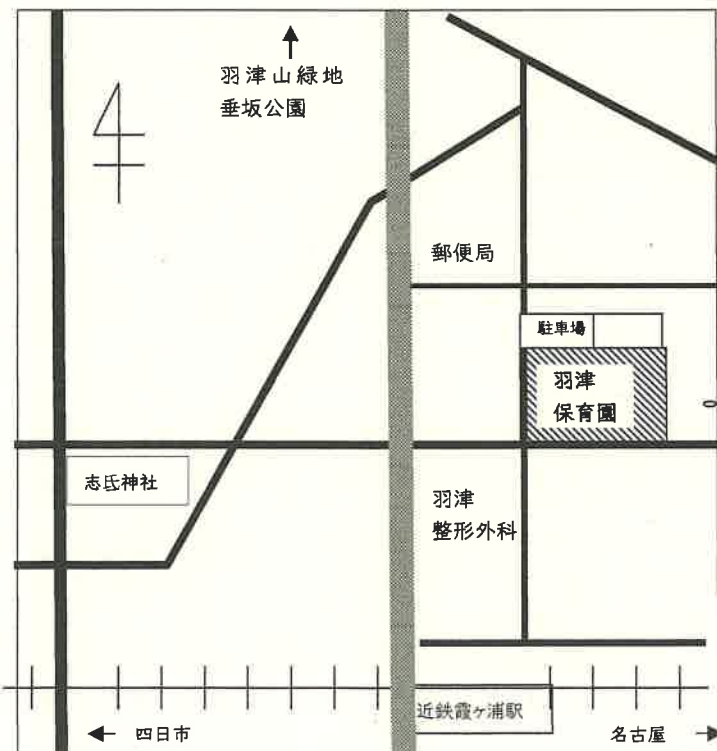 羽津山緑地
垂坂公園
郵便局
駐車場
羽津
保育園
志氐神社
羽津
整形外科
近鉄霞ヶ浦駅
四日市
名古屋